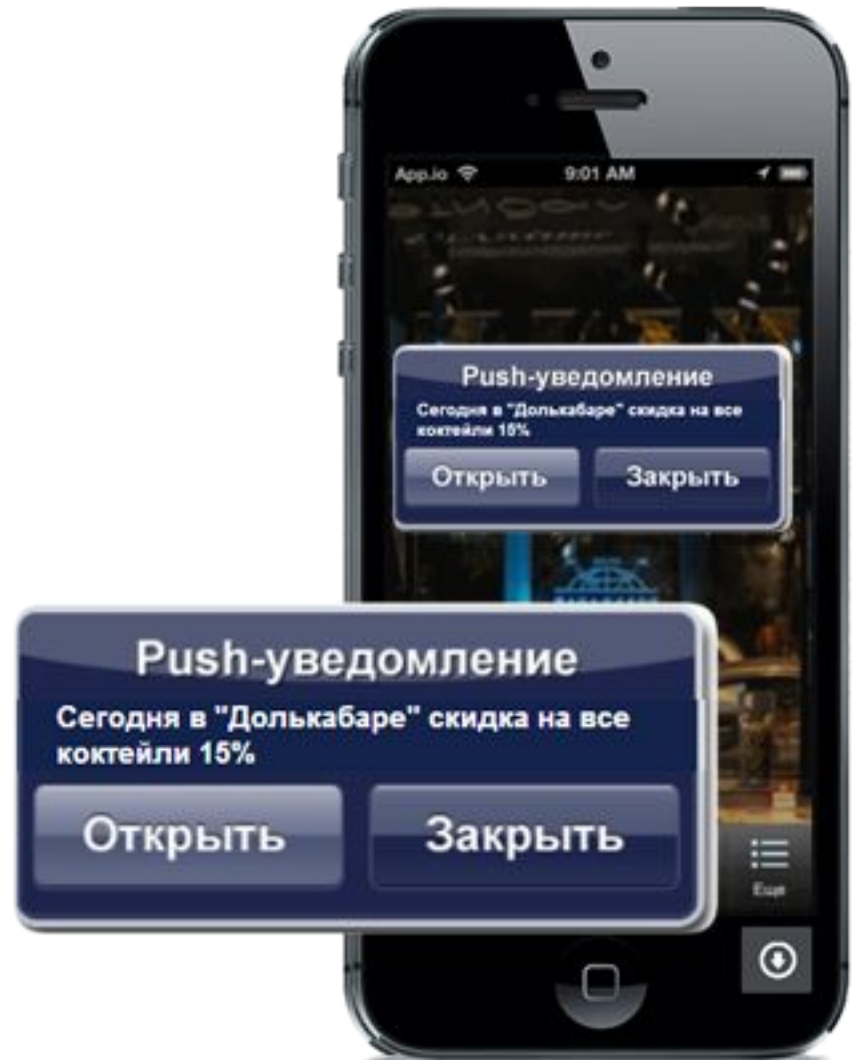 App.io 9:01 AM
Push-уведомление
Сегодня в "Долькабаре" скидка на все
коктейли 15%
Открыть Закрыть
Push-уведомление
Сегодня в "Долькабаре" скидка на все
коктейли 15%
Открыть Закрыть
Еще